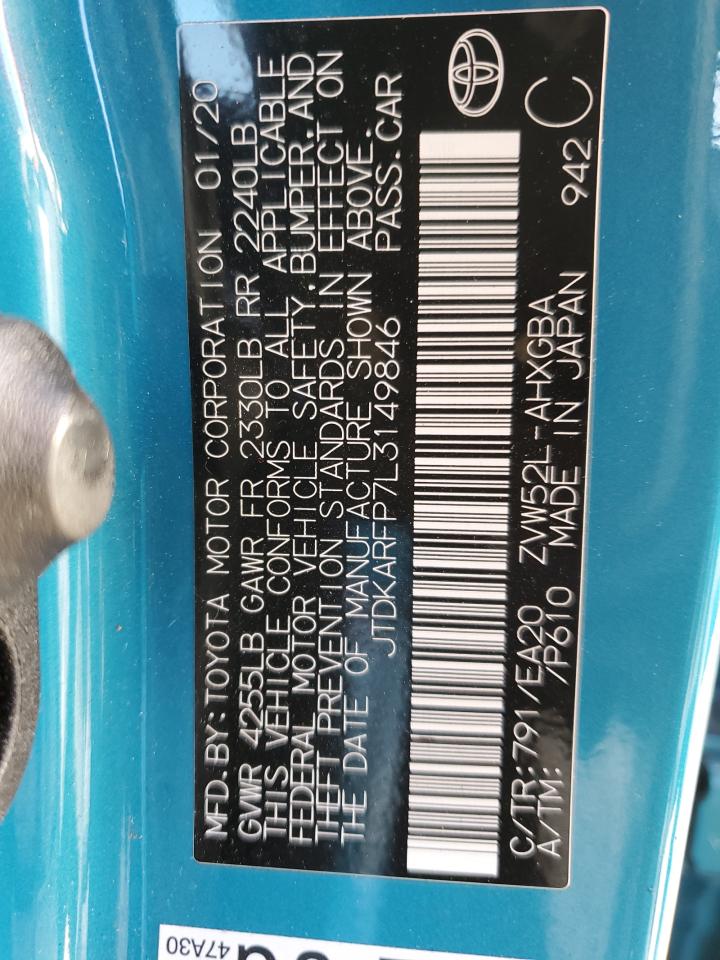 MFD.BY:TOYOTA MOTOR CORPORATION 01/20
GVWR 4255LB GAWR FR 2330LB RR 2240LB
THIS VEHICLE CONFORMS TO ALL APPLICABLE
FEDERAL MOTOR VEHICLE SAFETY,BUMPER,AND
THEFT PREVENTION STANDARDS IN EFFECT ON
THE DATE OF MANUFACTURE SHOWN ABOVE.
JTDKARFP7L3149846 PASS.CAR
C/TR:791/EA20 ZVW52L-AHXGBA 942 C
A/TM: /P610 MADE IN JAPAN
47A30